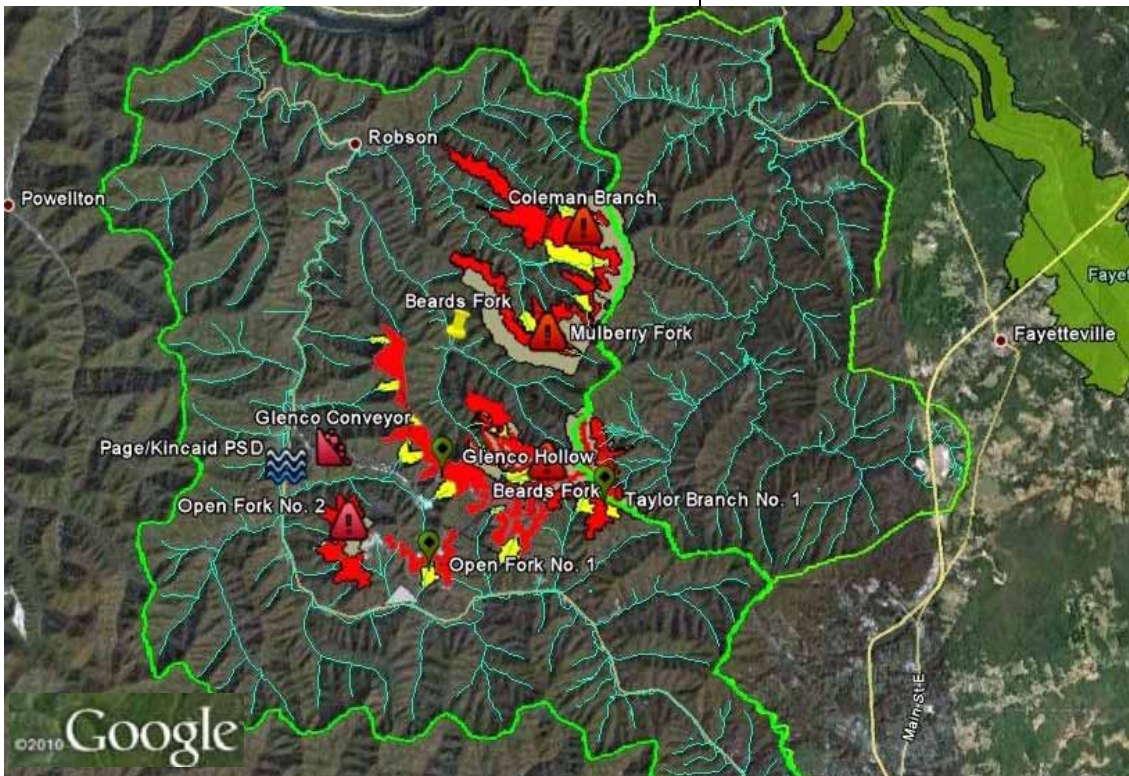 Robson
Powellton
Coleman Branch
Fayet
Beards Fork
Mulberry Fork
Fayetteville
Glenco Conveyor
Page/Kincaid PSD
Glenco Hollow
Beards Fork
Taylor Branch No. 1
Open Fork No. 2
Open Fork No. 1
Main St E
©2010 Google